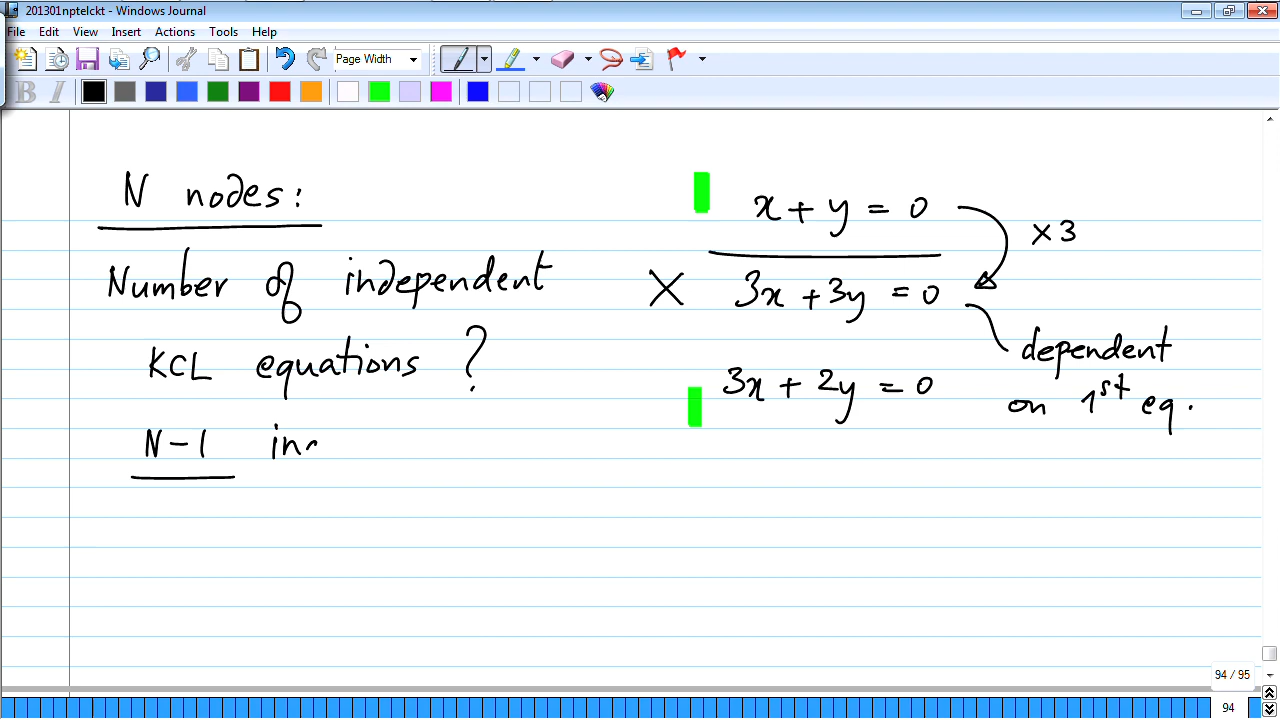 201301nptelckt - Windows Journal
File Edit View Insert Actions Tools Help
Page Width
B I
N nodes:
Number of independent
KCL equations ?
N-1 in
x + y = 0
×3
× 3x + 3y = 0
dependent
on 1st eq.
3x + 2y = 0
94 / 95
94